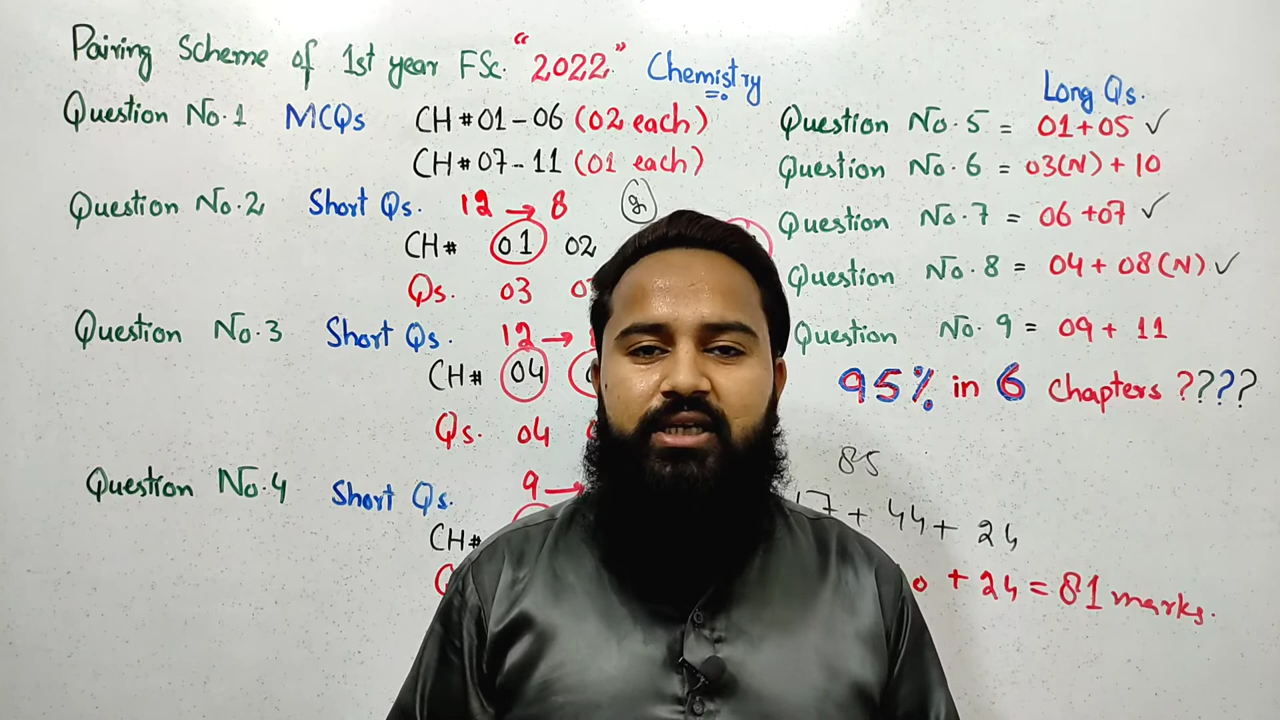 Pairing Scheme of 1st year FSc. "2022" Chemistry
Question No.1 MCQs CH#01-06 (02 each)
CH#07-11 (01 each)
Question No.2 Short Qs. 12 → 8
CH# 01 02
Qs. 03
Question No.3 Short Qs. 12 →
CH# 04
Qs. 04
Question No.4 Short Qs. 9 →
CH#
Long Qs.
Question No.5 = 01+05 ✓
Question No.6 = 03(N) + 10
Question No.7 = 06+07 ✓
Question No.8 = 04+08(N) ✓
Question No.9 = 09+11
95% in 6 Chapters ????
85
17 + 44 + 24
+ 24 = 81 marks.